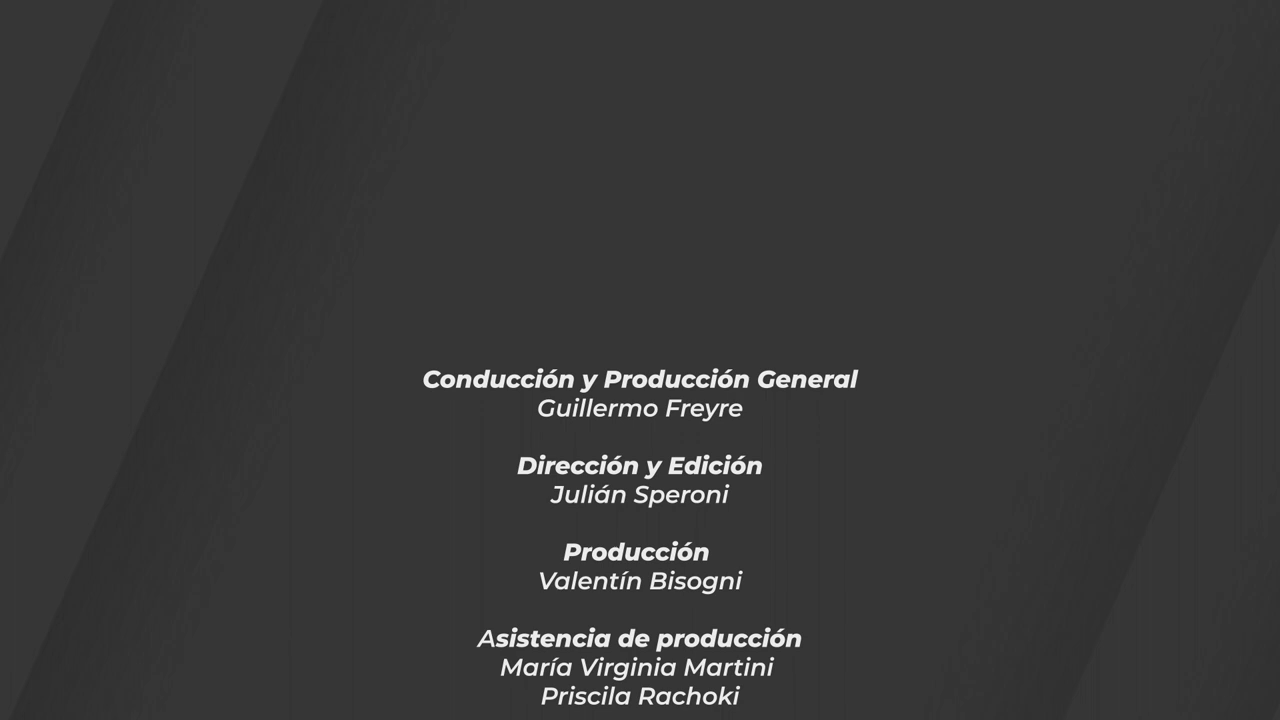 Conducción y Producción General
Guillermo Freyre
Dirección y Edición
Julián Speroni
Producción
Valentín Bisogni
Asistencia de producción
María Virginia Martini
Priscila Rachoki